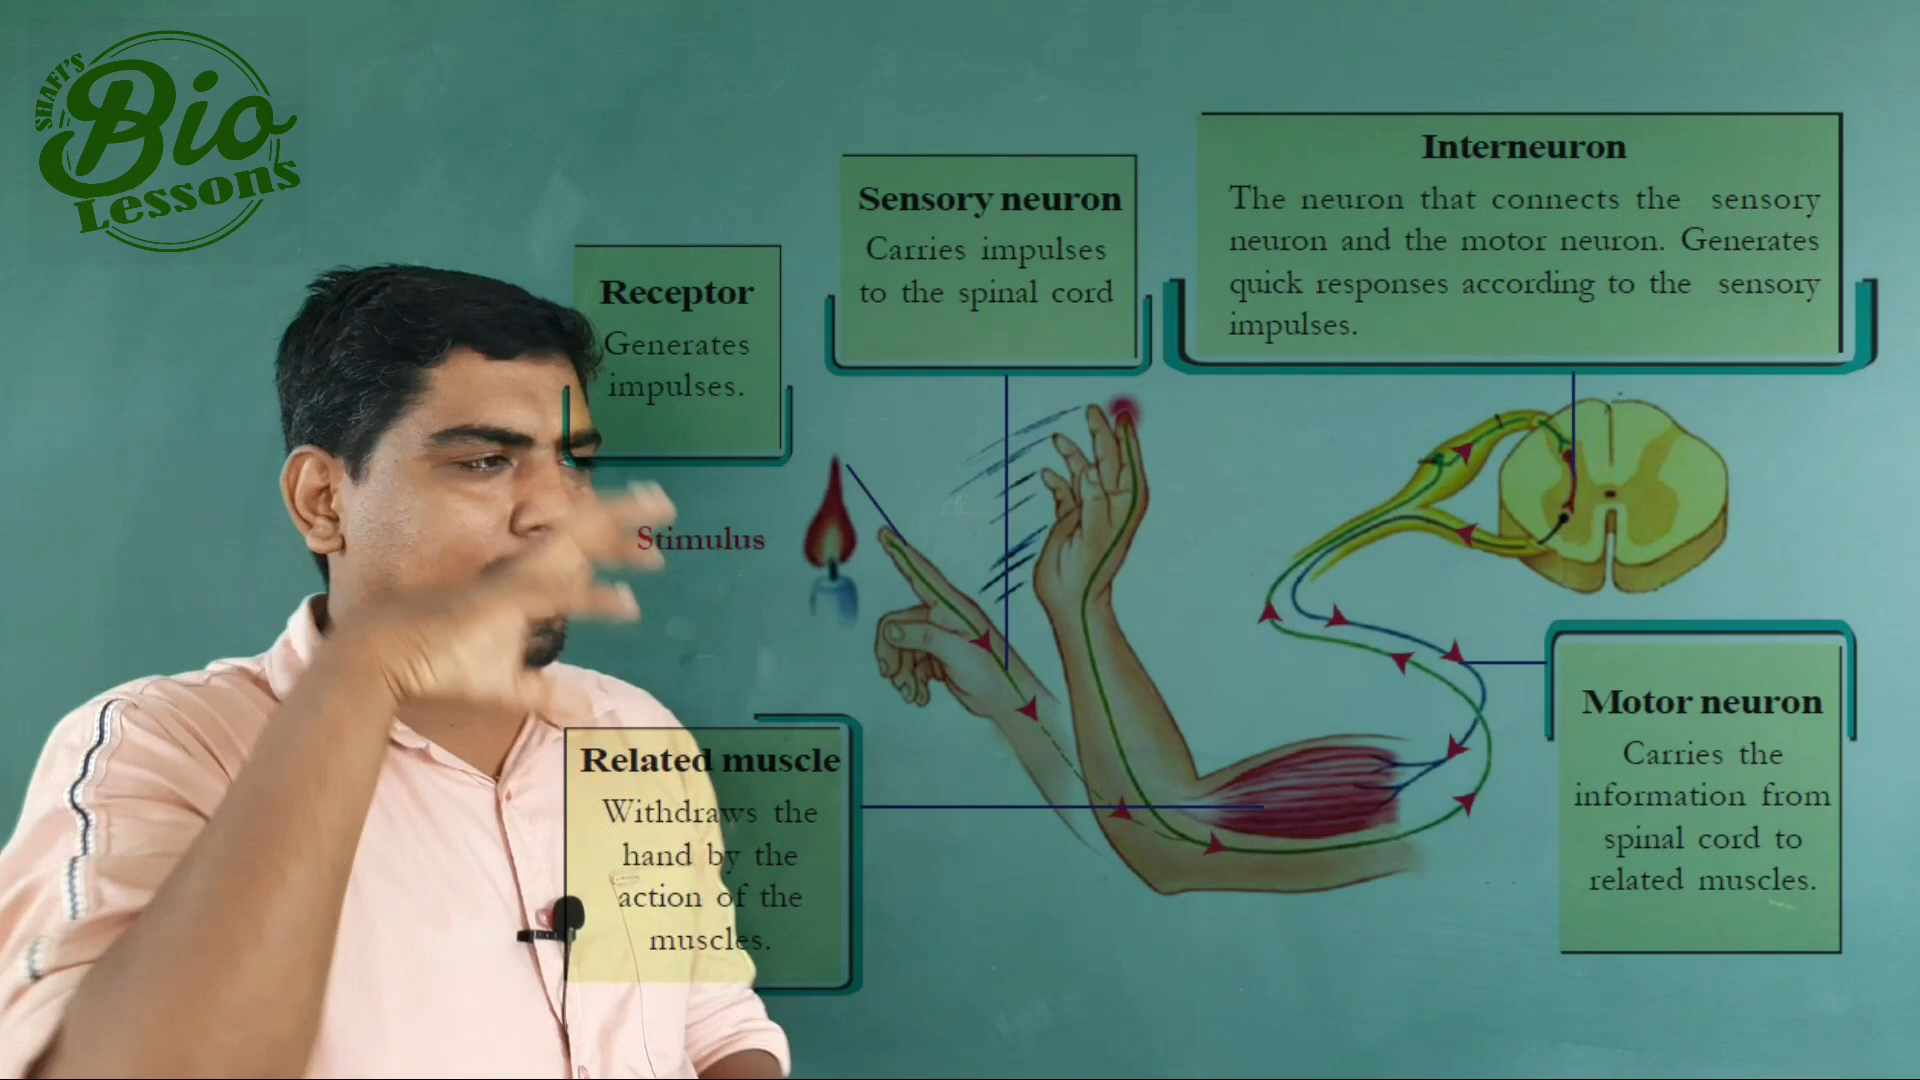 SHAFI'S
Bio
Lessons
Receptor
Generates
impulses.
Sensory neuron
Carries impulses
to the spinal cord
Interneuron
The neuron that connects the sensory
neuron and the motor neuron. Generates
quick responses according to the sensory
impulses.
Stimulus
Related muscle
Withdraws the
hand by the
action of the
muscles.
Motor neuron
Carries the
information from
spinal cord to
related muscles.